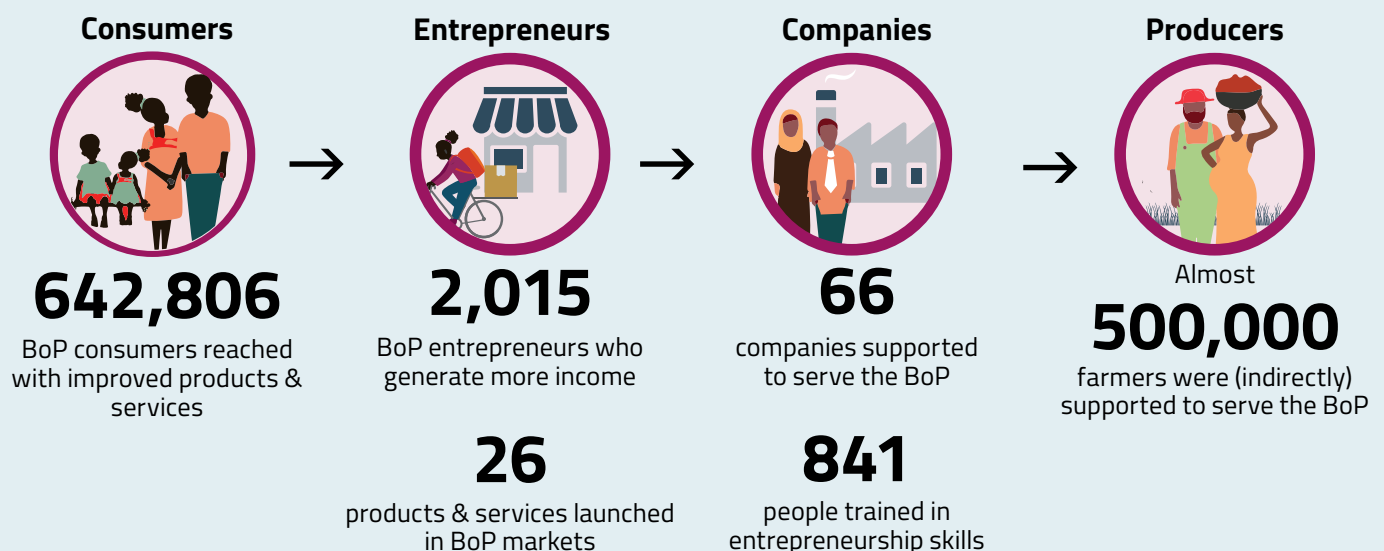 Consumers
642,806
BoP consumers reached
with improved products &
services
Entrepreneurs
2,015
BoP entrepreneurs who
generate more income
26
products & services launched
in BoP markets
Companies
66
companies supported
to serve the BoP
841
people trained in
entrepreneurship skills
Producers
Almost
500,000
farmers were (indirectly)
supported to serve the BoP